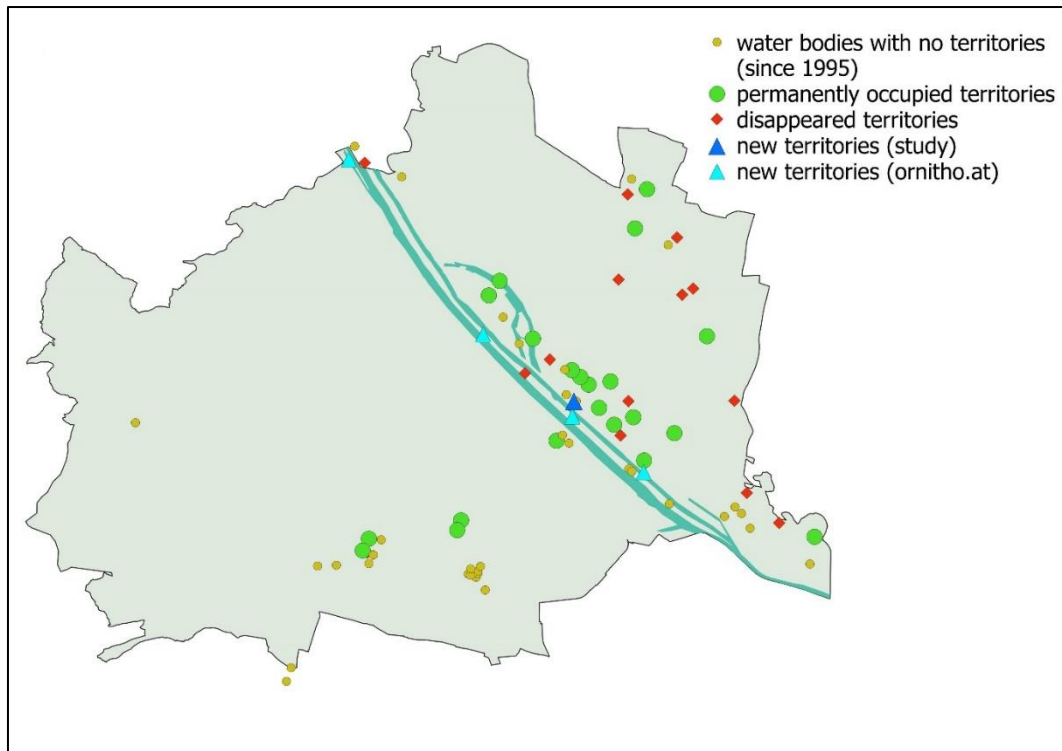 water bodies with no territories
(since 1995)
permanently occupied territories
disappeared territories
new territories (study)
new territories (ornitho.at)